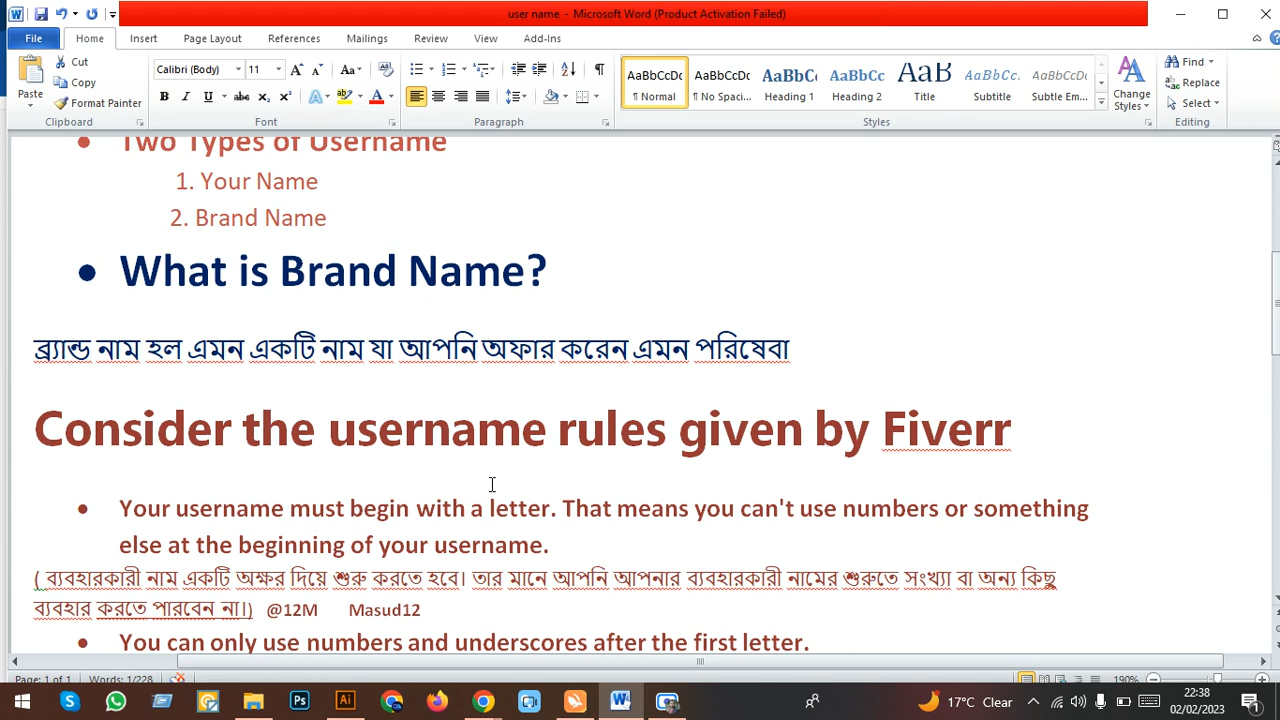 user name - Microsoft Word (Product Activation Failed)
File Home Insert Page Layout References Mailings Review View Add-Ins
Paste Cut Copy Format Painter
Calibri (Body) 11
AaBbCcDc AaBbCcDc AaBbC AaBbCc AaB AaBbCc. AaBbCcDc
¶ Normal ¶ No Spaci... Heading 1 Heading 2 Title Subtitle Subtle Em...
Change Styles
Find Replace Select
Clipboard Font Paragraph Styles Editing
• Two Types of Username
1. Your Name
2. Brand Name
• What is Brand Name?
ব্র্যান্ড নাম হল এমন একটি নাম যা আপনি অফার করেন এমন পরিষেবা
Consider the username rules given by Fiverr
• Your username must begin with a letter. That means you can't use numbers or something
else at the beginning of your username.
( ব্যবহারকারী নাম একটি অক্ষর দিয়ে শুরু করতে হবে। তার মানে আপনি আপনার ব্যবহারকারী নামের শুরুতে সংখ্যা বা অন্য কিছু
ব্যবহার করতে পারবেন না।) @12M Masud12
• You can only use numbers and underscores after the first letter.
Page: 1 of 1 Words: 1/228 190%
17°C Clear 22:38
02/02/2023